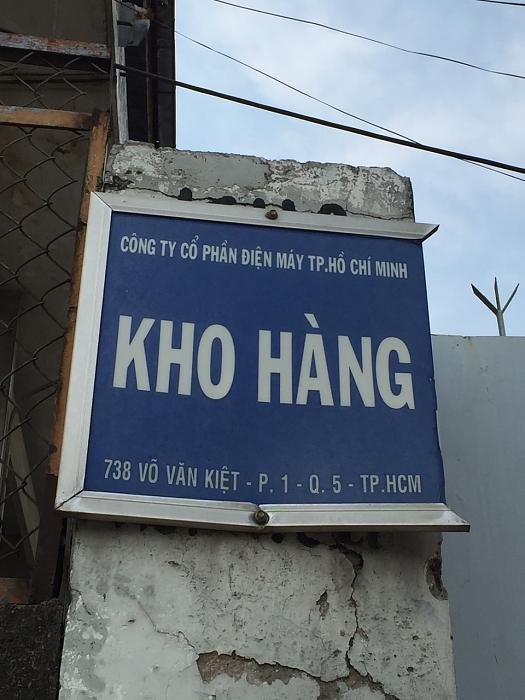 CÔNG TY CỔ PHẦN ĐIỆN MÁY TP.HỒ CHÍ MINH
KHO HÀNG
738 VÕ VĂN KIỆT - P. 1 - Q. 5 - TP.HCM